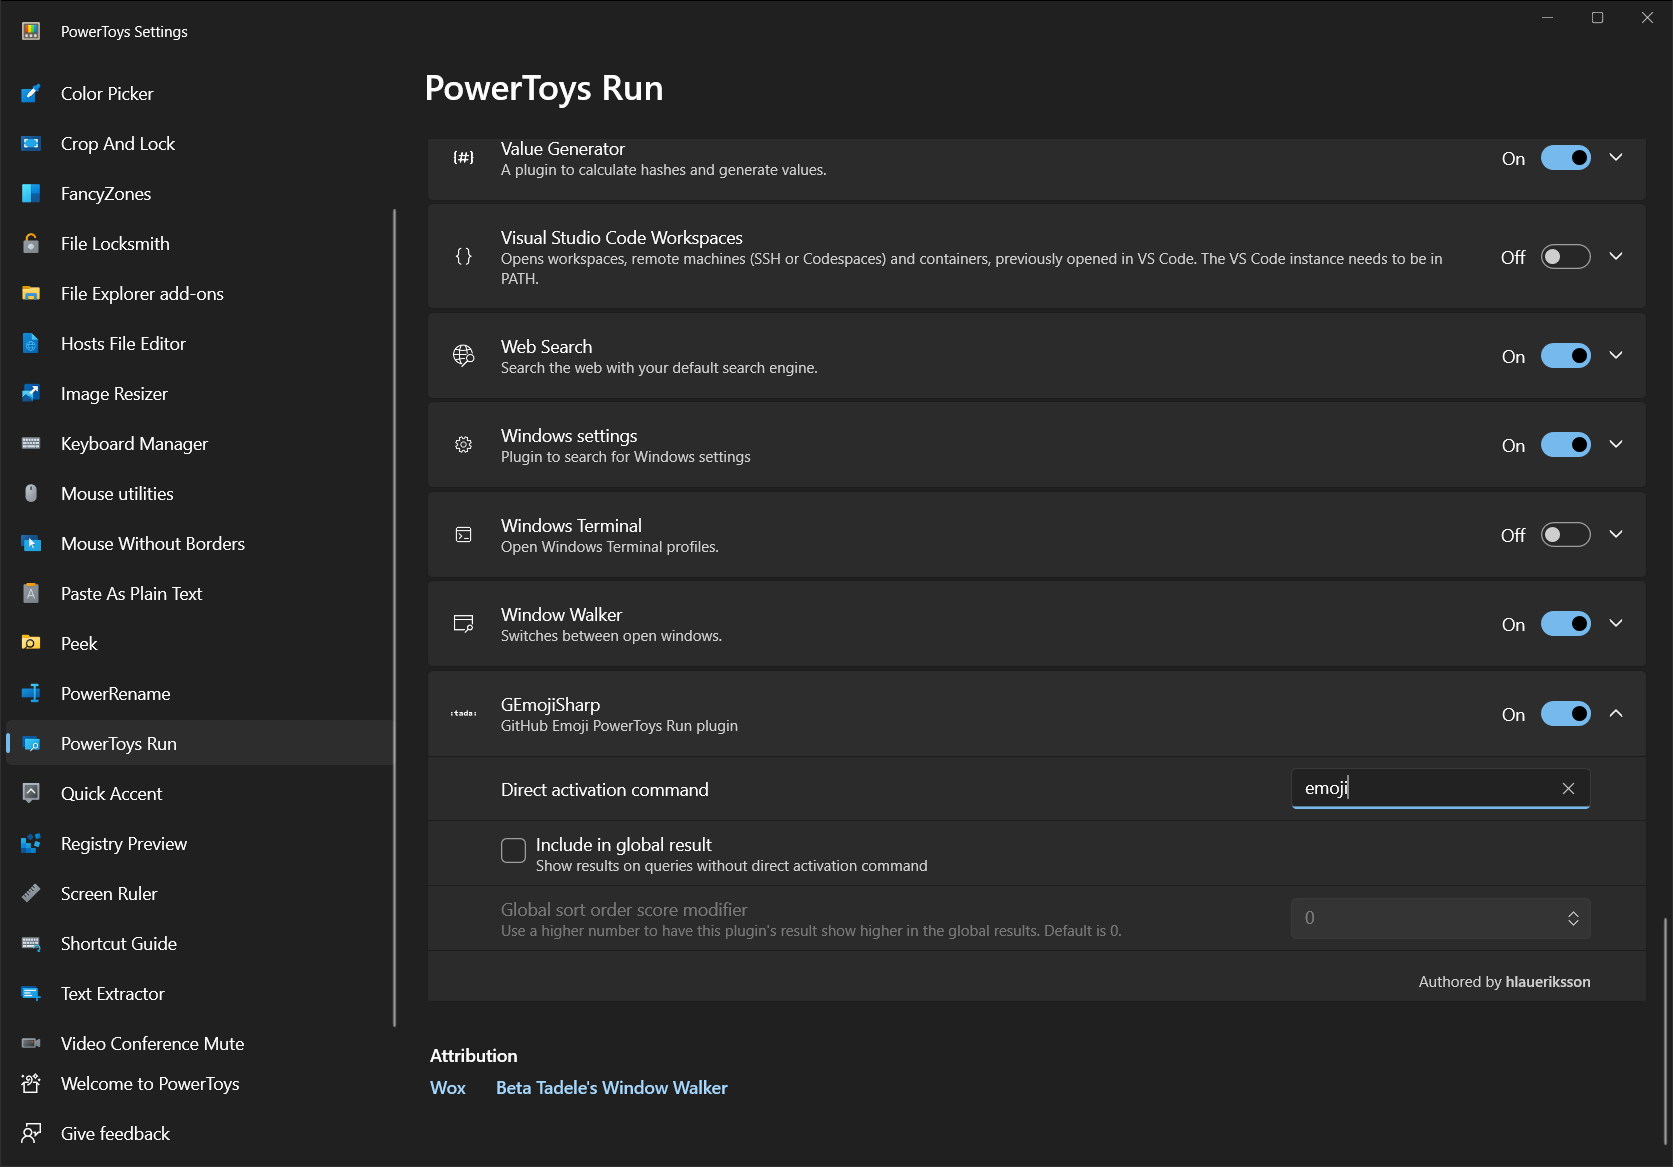 PowerToys Settings
Color Picker
Crop And Lock
FancyZones
File Locksmith
File Explorer add-ons
Hosts File Editor
Image Resizer
Keyboard Manager
Mouse utilities
Mouse Without Borders
Paste As Plain Text
Peek
PowerRename
PowerToys Run
Quick Accent
Registry Preview
Screen Ruler
Shortcut Guide
Text Extractor
Video Conference Mute
Welcome to PowerToys
Give feedback
PowerToys Run
{#}
Value Generator
A plugin to calculate hashes and generate values.
On
{}
Visual Studio Code Workspaces
Opens workspaces, remote machines (SSH or Codespaces) and containers, previously opened in VS Code. The VS Code instance needs to be in
PATH.
Off
Web Search
Search the web with your default search engine.
On
Windows settings
Plugin to search for Windows settings
On
Windows Terminal
Open Windows Terminal profiles.
Off
Window Walker
Switches between open windows.
On
:tada:
GEmojiSharp
GitHub Emoji PowerToys Run plugin
On
Direct activation command
emoji
Include in global result
Show results on queries without direct activation command
Global sort order score modifier
Use a higher number to have this plugin's result show higher in the global results. Default is 0.
0
Authored by hlaueriksson
Attribution
Wox Beta Tadele's Window Walker